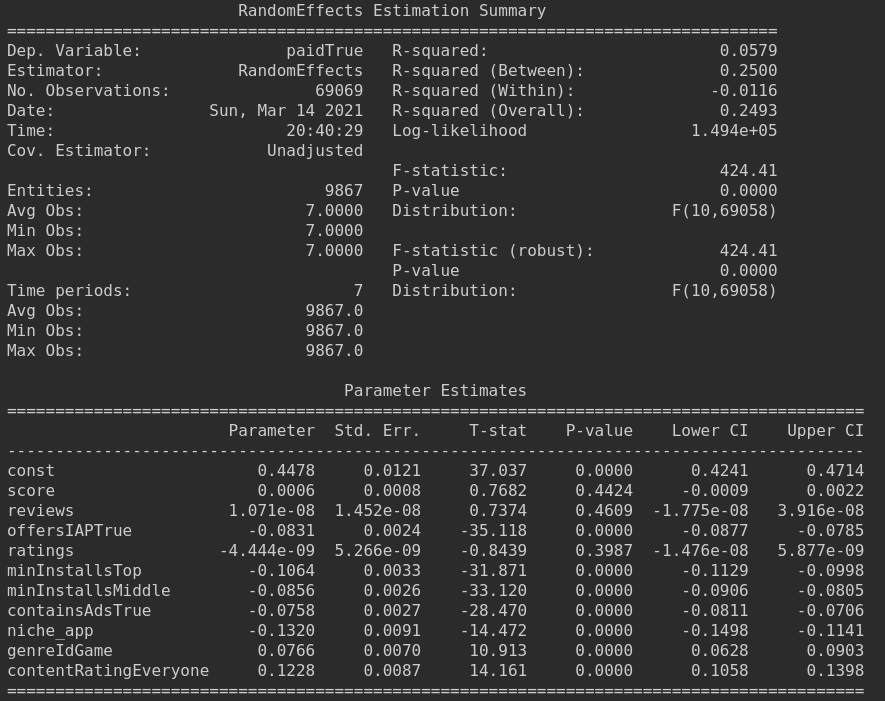 RandomEffects Estimation Summary
================================================================================
Dep. Variable:               paidTrue   R-squared:                        0.0579
Estimator:              RandomEffects   R-squared (Between):              0.2500
No. Observations:               69069   R-squared (Within):              -0.0116
Date:                Sun, Mar 14 2021   R-squared (Overall):              0.2493
Time:                        20:40:29   Log-likelihood                 1.494e+05
Cov. Estimator:            Unadjusted
                                        F-statistic:                      424.41
Entities:                        9867   P-value                           0.0000
Avg Obs:                       7.0000   Distribution:                F(10,69058)
Min Obs:                       7.0000
Max Obs:                       7.0000   F-statistic (robust):             424.41
                                        P-value                           0.0000
Time periods:                       7   Distribution:                F(10,69058)
Avg Obs:                       9867.0
Min Obs:                       9867.0
Max Obs:                       9867.0
                                   Parameter Estimates
=========================================================================================
                       Parameter  Std. Err.     T-stat    P-value    Lower CI    Upper CI
-----------------------------------------------------------------------------------------
const                     0.4478     0.0121     37.037     0.0000      0.4241      0.4714
score                     0.0006     0.0008     0.7682     0.4424     -0.0009      0.0022
reviews                1.071e-08  1.452e-08     0.7374     0.4609  -1.775e-08   3.916e-08
offersIAPTrue            -0.0831     0.0024    -35.118     0.0000     -0.0877     -0.0785
ratings               -4.444e-09  5.266e-09    -0.8439     0.3987  -1.476e-08   5.877e-09
minInstallsTop           -0.1064     0.0033    -31.871     0.0000     -0.1129     -0.0998
minInstallsMiddle        -0.0856     0.0026    -33.120     0.0000     -0.0906     -0.0805
containsAdsTrue          -0.0758     0.0027    -28.470     0.0000     -0.0811     -0.0706
niche_app                -0.1320     0.0091    -14.472     0.0000     -0.1498     -0.1141
genreIdGame               0.0766     0.0070     10.913     0.0000      0.0628      0.0903
contentRatingEveryone     0.1228     0.0087     14.161     0.0000      0.1058      0.1398
=========================================================================================